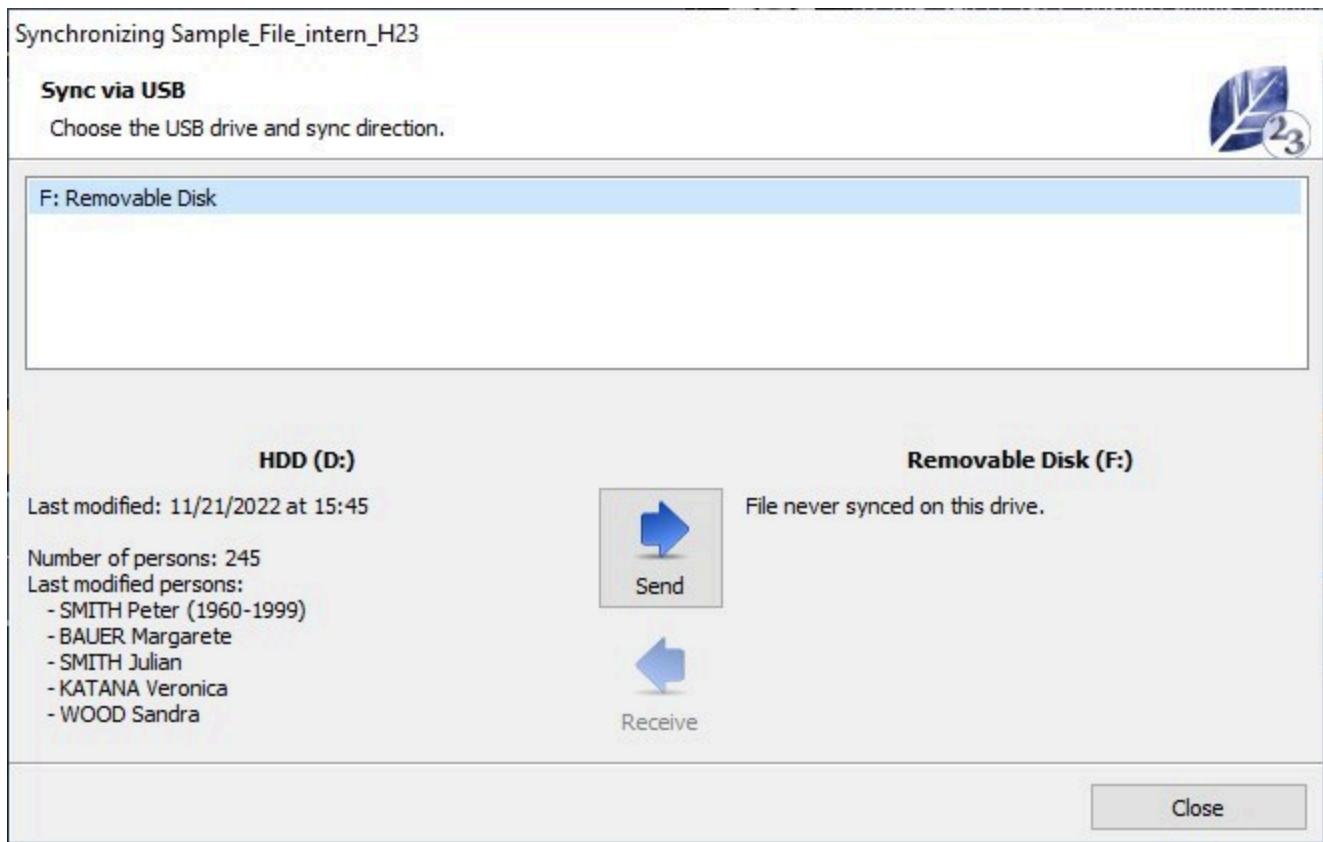 Synchronizing Sample_File_intern_H23
Sync via USB
Choose the USB drive and sync direction.
23
F: Removable Disk
HDD (D:)
Last modified: 11/21/2022 at 15:45
Number of persons: 245
Last modified persons:
- SMITH Peter (1960-1999)
- BAUER Margarete
- SMITH Julian
- KATANA Veronica
- WOOD Sandra
Send
Receive
Removable Disk (F:)
File never synced on this drive.
Close